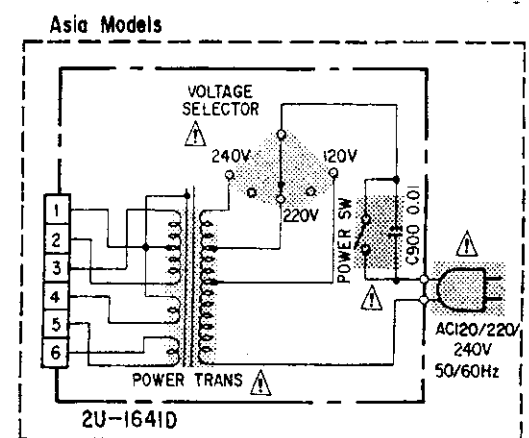 Asia Models
VOLTAGE
SELECTOR
240V
120V
220V
POWER SW
C900 0.01
1
2
3
4
5
6
POWER TRANS
AC120/220/
240V
50/60Hz
2U-1641D